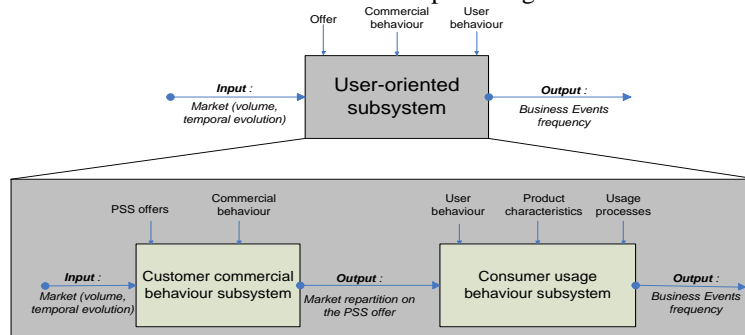 Offer
Commercial
behaviour
User
behaviour
Input :
Market (volume,
temporal evolution)
User-oriented
subsystem
Output :
Business Events
frequency
PSS offers
Commercial
behaviour
User
behaviour
Product
characteristics
Usage
processes
Input :
Market (volume,
temporal evolution)
Customer commercial
behaviour subsystem
Output :
Market repartition on
the PSS offer
Consumer usage
behaviour subsystem
Output :
Business Events
frequency